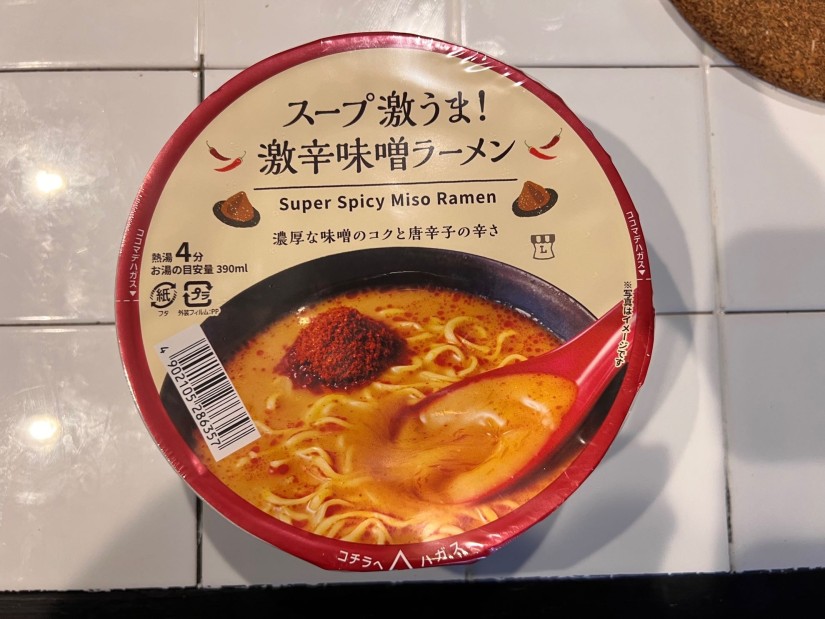 スープ激うま!
激辛味噌ラーメン
Super Spicy Miso Ramen
濃厚な味噌のコクと唐辛子の辛さ
熱湯4分
お湯の目安量 390ml
紙
プラ
フタ
外装フィルム:PP
L
ココマデハガス▼
ココマデハガス▼
※写真はイメージです
4 902105 286357
コチラヘ△ハガス